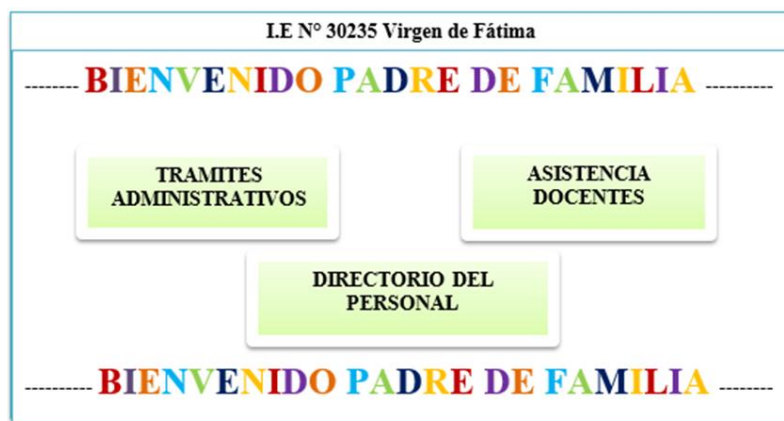 I.E N° 30235 Virgen de Fátima
-------- BIENVENIDO PADRE DE FAMILIA ----------
TRAMITES
ADMINISTRATIVOS
ASISTENCIA
DOCENTES
DIRECTORIO DEL
PERSONAL
---------- BIENVENIDO PADRE DE FAMILIA --------